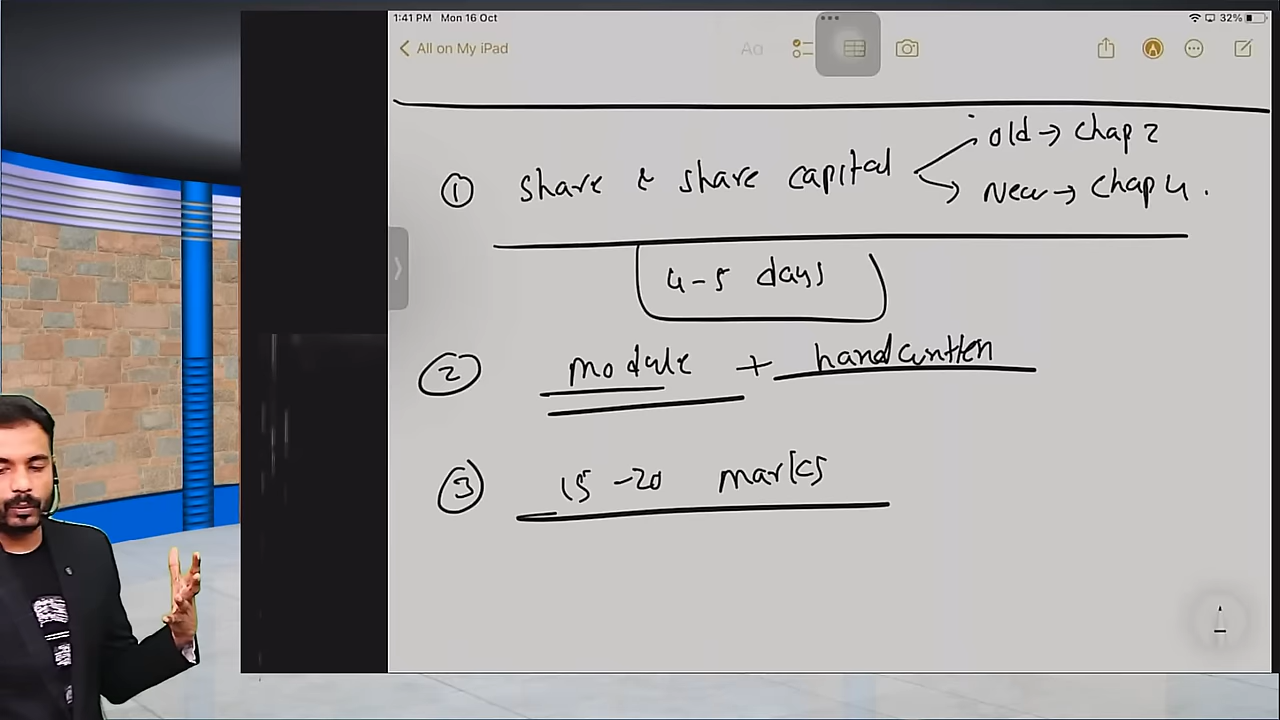 1:41 PM Mon 16 Oct 32%
All on My iPad Aa
old → chap 2
① share & share capital
New → chap 4.
4-5 days
② module + handwritten
③ 15-20 marks